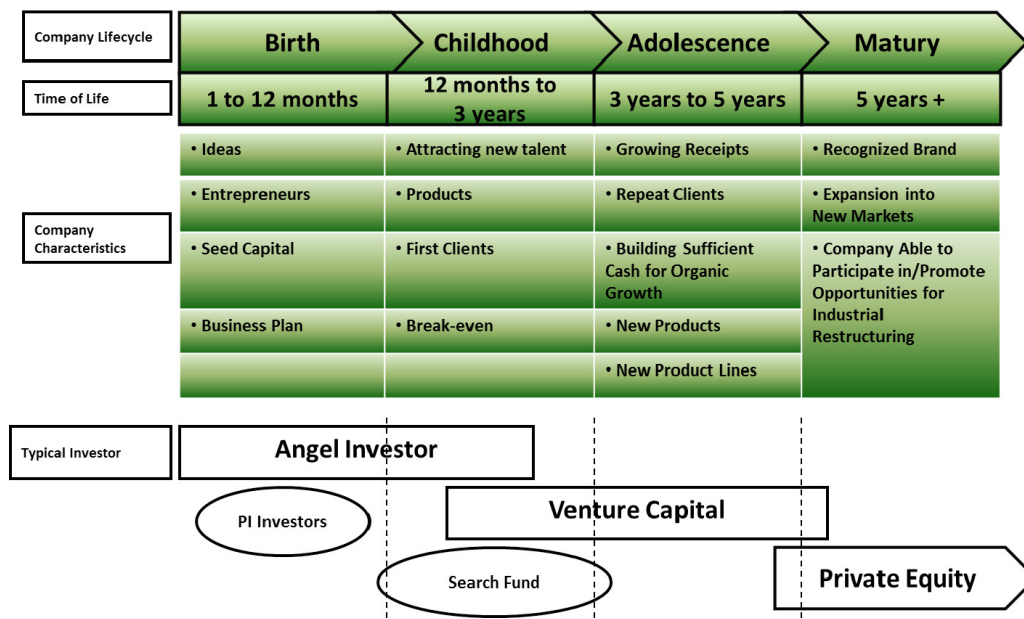 Company Lifecycle
Birth
Childhood
Adolescence
Matury
Time of Life
1 to 12 months
12 months to
3 years
3 years to 5 years
5 years +
Company
Characteristics
• Ideas
• Attracting new talent
• Growing Receipts
• Recognized Brand
• Entrepreneurs
• Products
• Repeat Clients
• Expansion into
New Markets
• Seed Capital
• First Clients
• Building Sufficient
Cash for Organic
Growth
• Company Able to
Participate in/Promote
Opportunities for
Industrial
Restructuring
• Business Plan
• Break-even
• New Products
• New Product Lines
Typical Investor
Angel Investor
PI Investors
Venture Capital
Search Fund
Private Equity